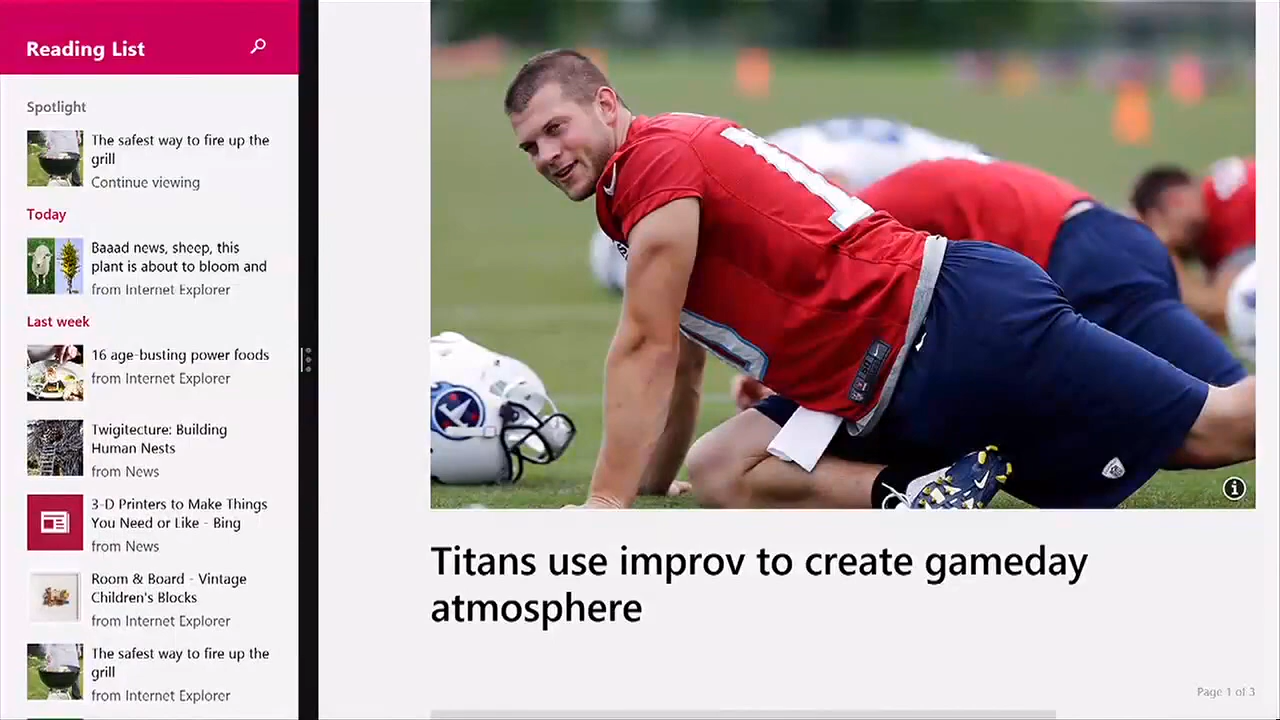 Reading List
Spotlight
The safest way to fire up the
grill
Continue viewing
Today
Baaad news, sheep, this
plant is about to bloom and
from Internet Explorer
Last week
16 age-busting power foods
from Internet Explorer
Twigitecture: Building
Human Nests
from News
3-D Printers to Make Things
You Need or Like - Bing
from News
Room & Board - Vintage
Children's Blocks
from Internet Explorer
The safest way to fire up the
grill
from Internet Explorer
Titans use improv to create gameday
atmosphere
Page 1 of 3